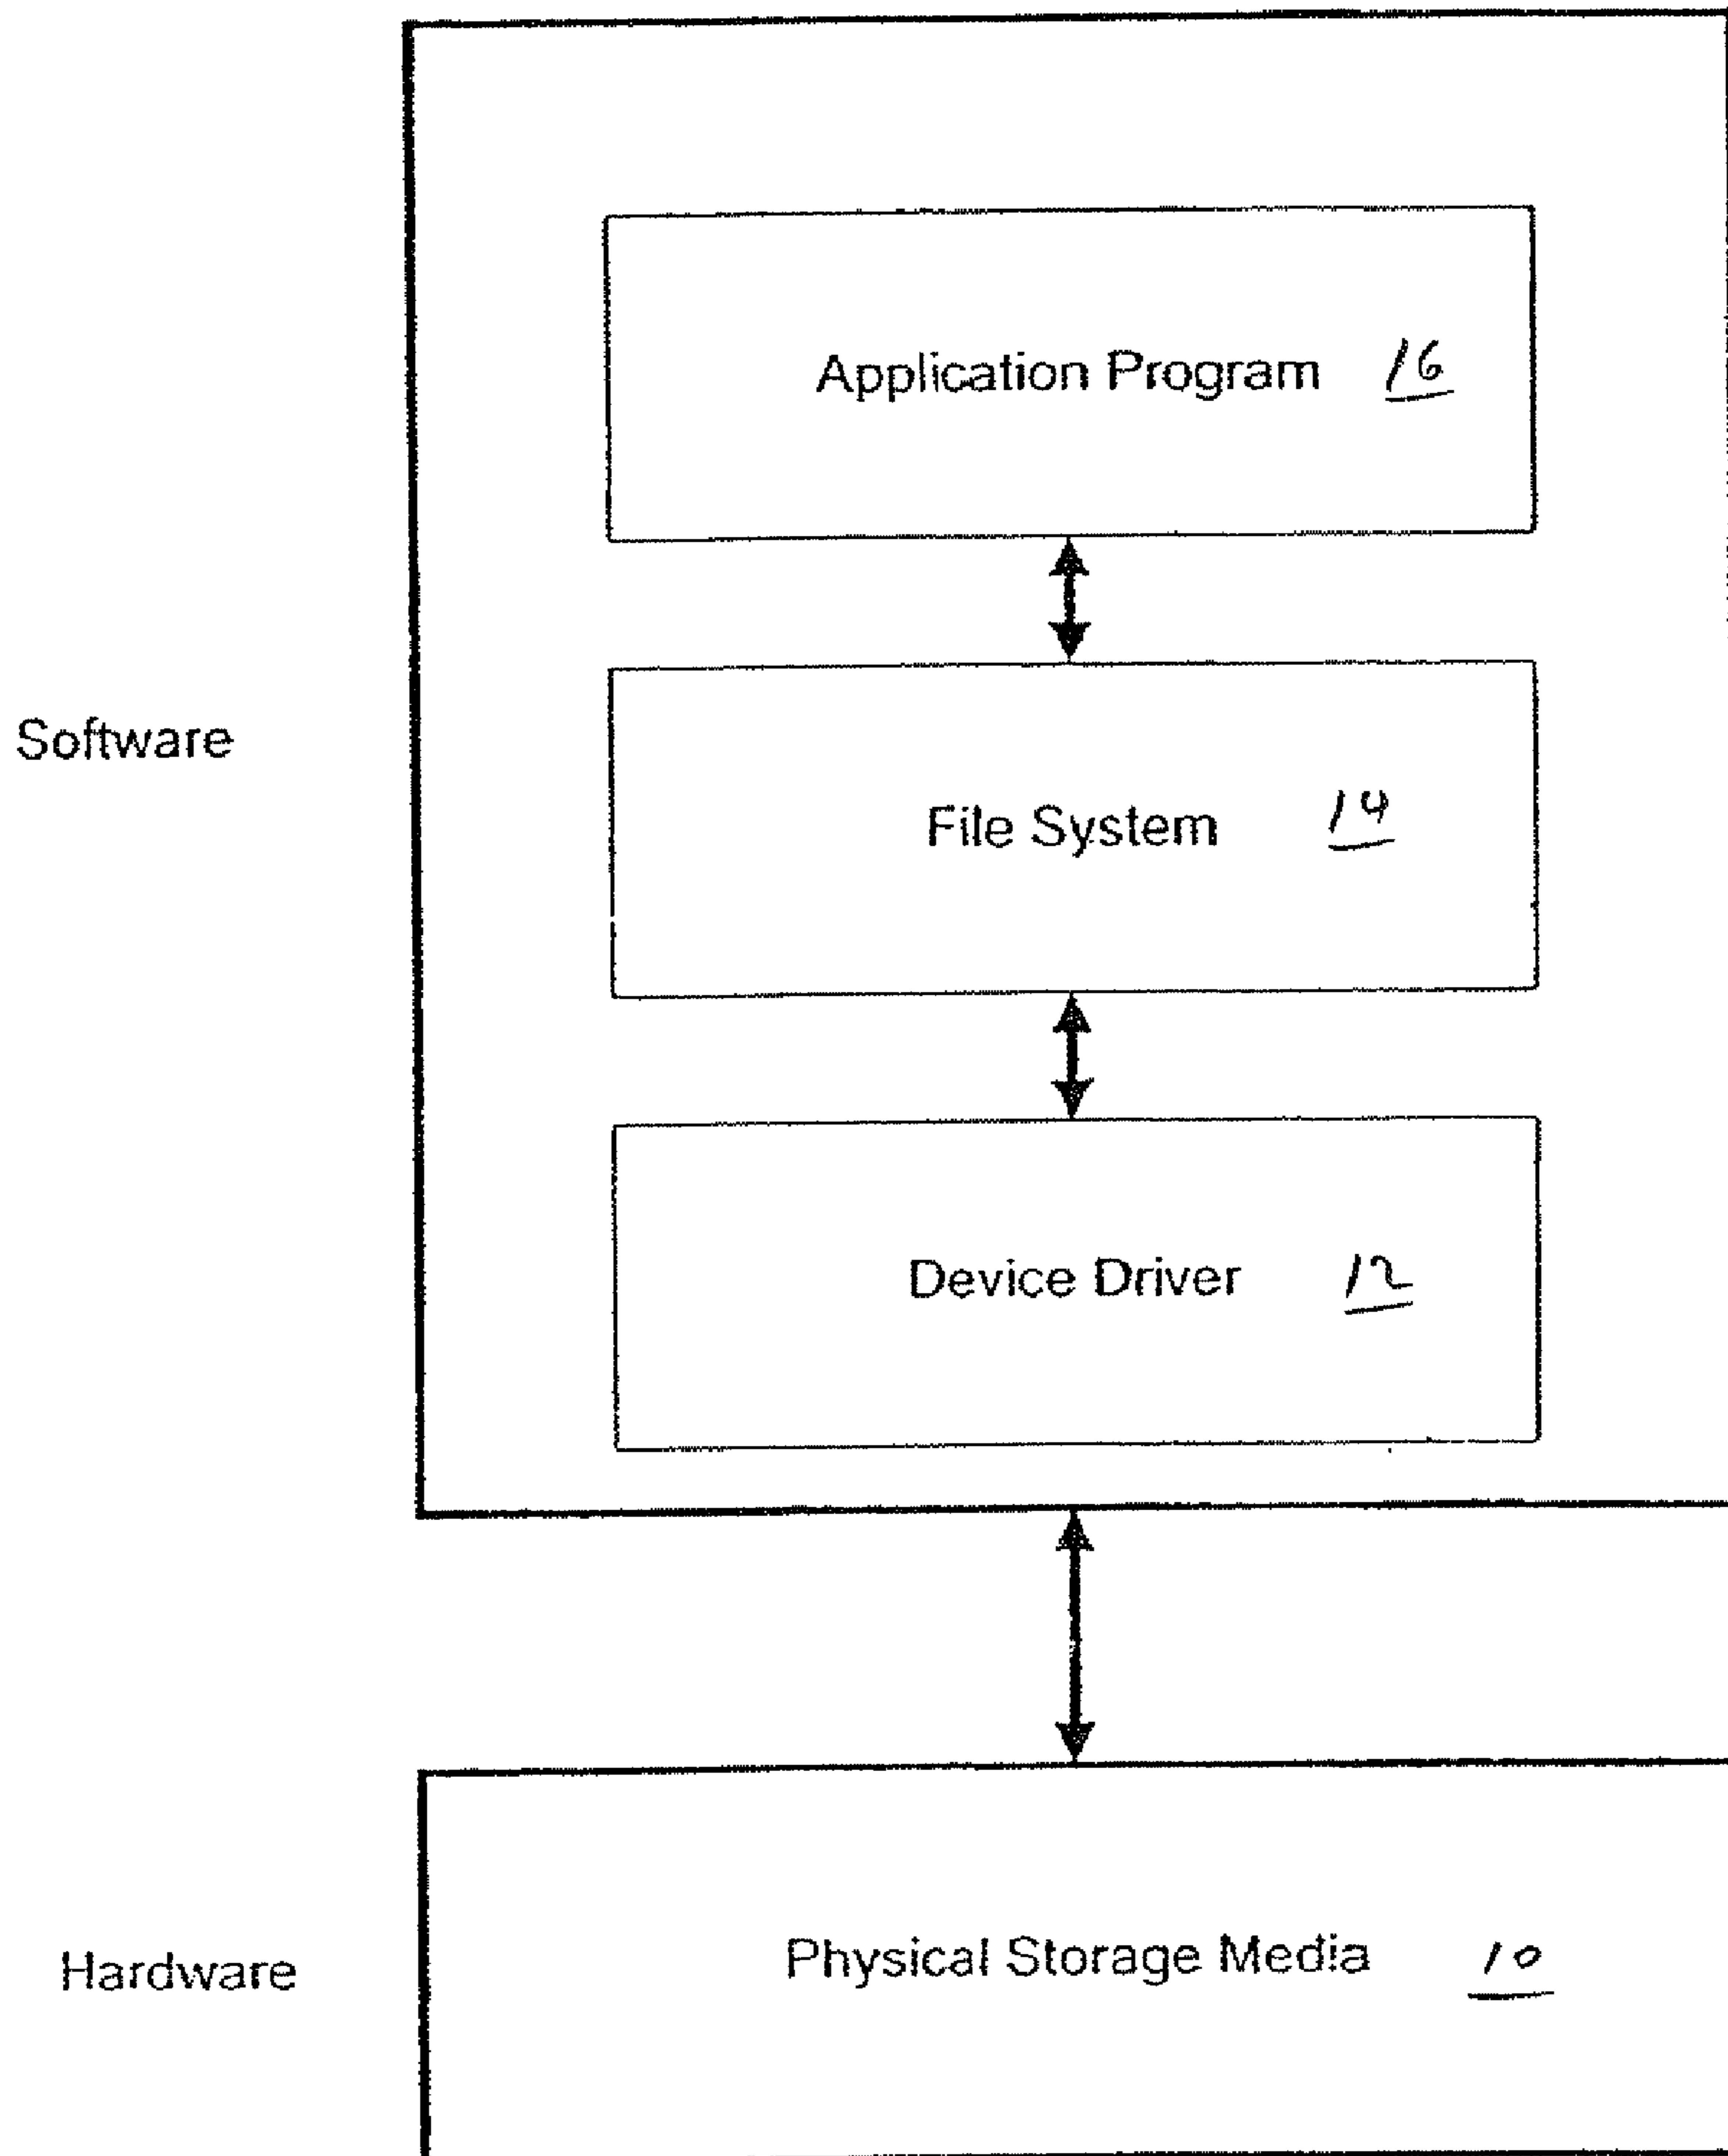 Application Program 16
Software
File System 14
Device Driver 12
Physical Storage Media 10
Hardware